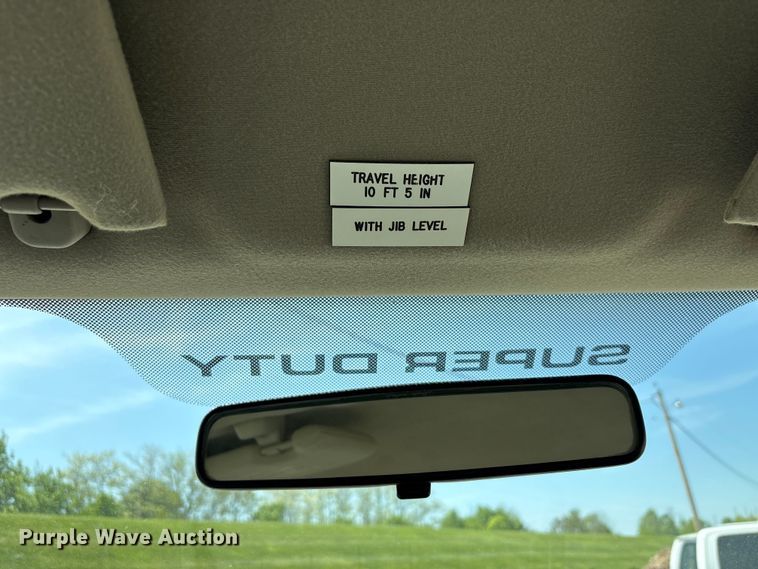 TRAVEL HEIGHT
10 FT 5 IN
WITH JIB LEVEL
SUPER DUTY
Purple Wave Auction